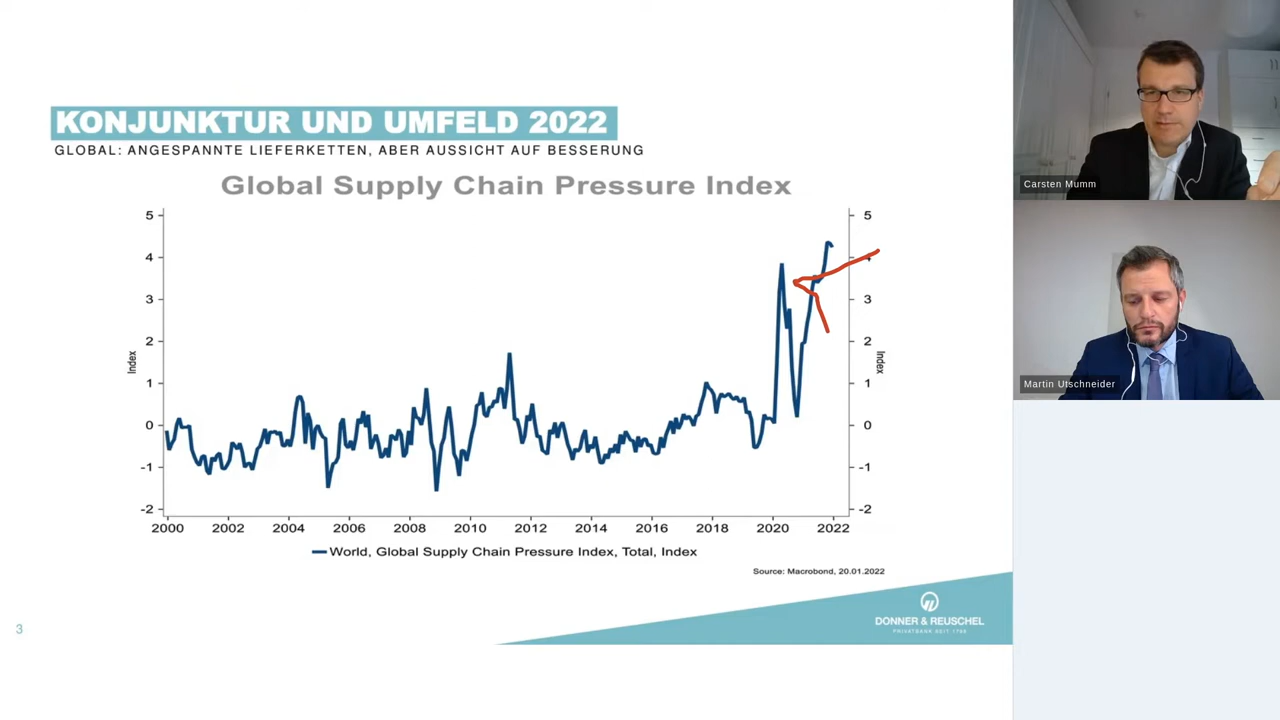 KONJUNKTUR UND UMFELD 2022
GLOBAL: ANGESPANNTE LIEFERKETTEN, ABER AUSSICHT AUF BESSERUNG
Global Supply Chain Pressure Index
5
4
3
2
1
0
-1
-2
Index
5
4
3
2
1
0
-1
-2
Index
2000 2002 2004 2006 2008 2010 2012 2014 2016 2018 2020 2022
World, Global Supply Chain Pressure Index, Total, Index
Source: Macrobond, 20.01.2022
3
DONNER & REUSCHEL
PRIVATBANK SEIT 1798
Carsten Mumm
Martin Utschneider